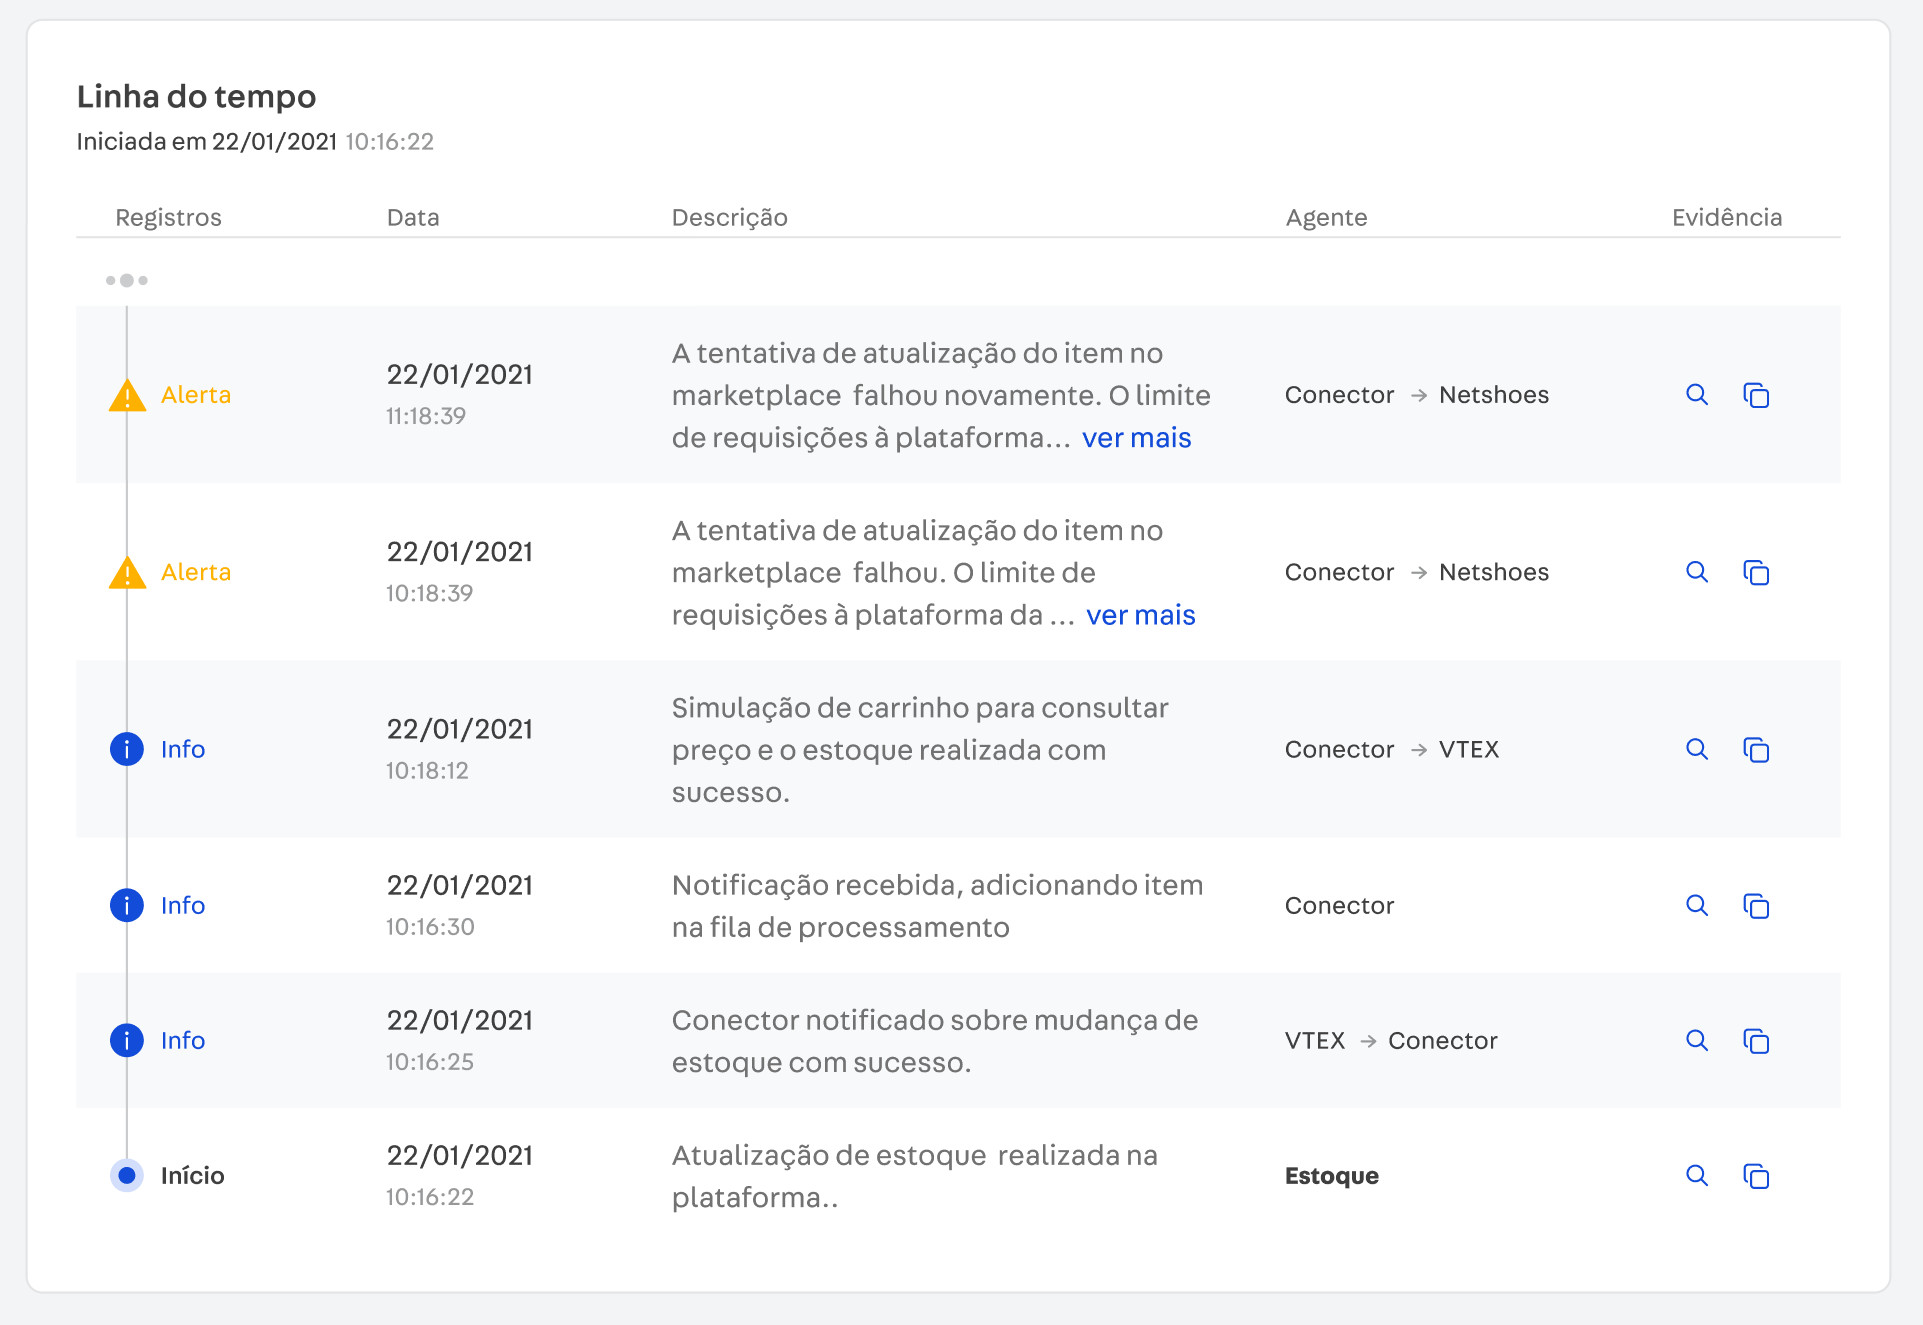 Linha do tempo
Iniciada em 22/01/2021 10:16:22
Registros Data Descrição Agente Evidência
Alerta
22/01/2021
11:18:39
A tentativa de atualização do item no
marketplace falhou novamente. O limite
de requisições à plataforma... ver mais
Conector → Netshoes
Alerta
22/01/2021
10:18:39
A tentativa de atualização do item no
marketplace falhou. O limite de
requisições à plataforma da ... ver mais
Conector → Netshoes
Info
22/01/2021
10:18:12
Simulação de carrinho para consultar
preço e o estoque realizada com
sucesso.
Conector → VTEX
Info
22/01/2021
10:16:30
Notificação recebida, adicionando item
na fila de processamento
Conector
Info
22/01/2021
10:16:25
Conector notificado sobre mudança de
estoque com sucesso.
VTEX → Conector
Início
22/01/2021
10:16:22
Atualização de estoque realizada na
plataforma..
Estoque